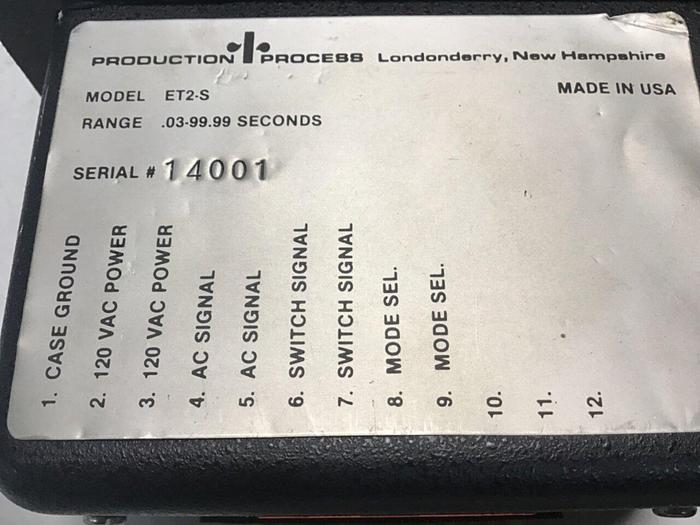 PRODUCTION PROCESS Londonderry, New Hampshire
MODEL ET2-S MADE IN USA
RANGE .03-99.99 SECONDS
SERIAL # 14001
1. CASE GROUND
2. 120 VAC POWER
3. 120 VAC POWER
4. AC SIGNAL
5. AC SIGNAL
6. SWITCH SIGNAL
7. SWITCH SIGNAL
8. MODE SEL.
9. MODE SEL.
10.
11.
12.